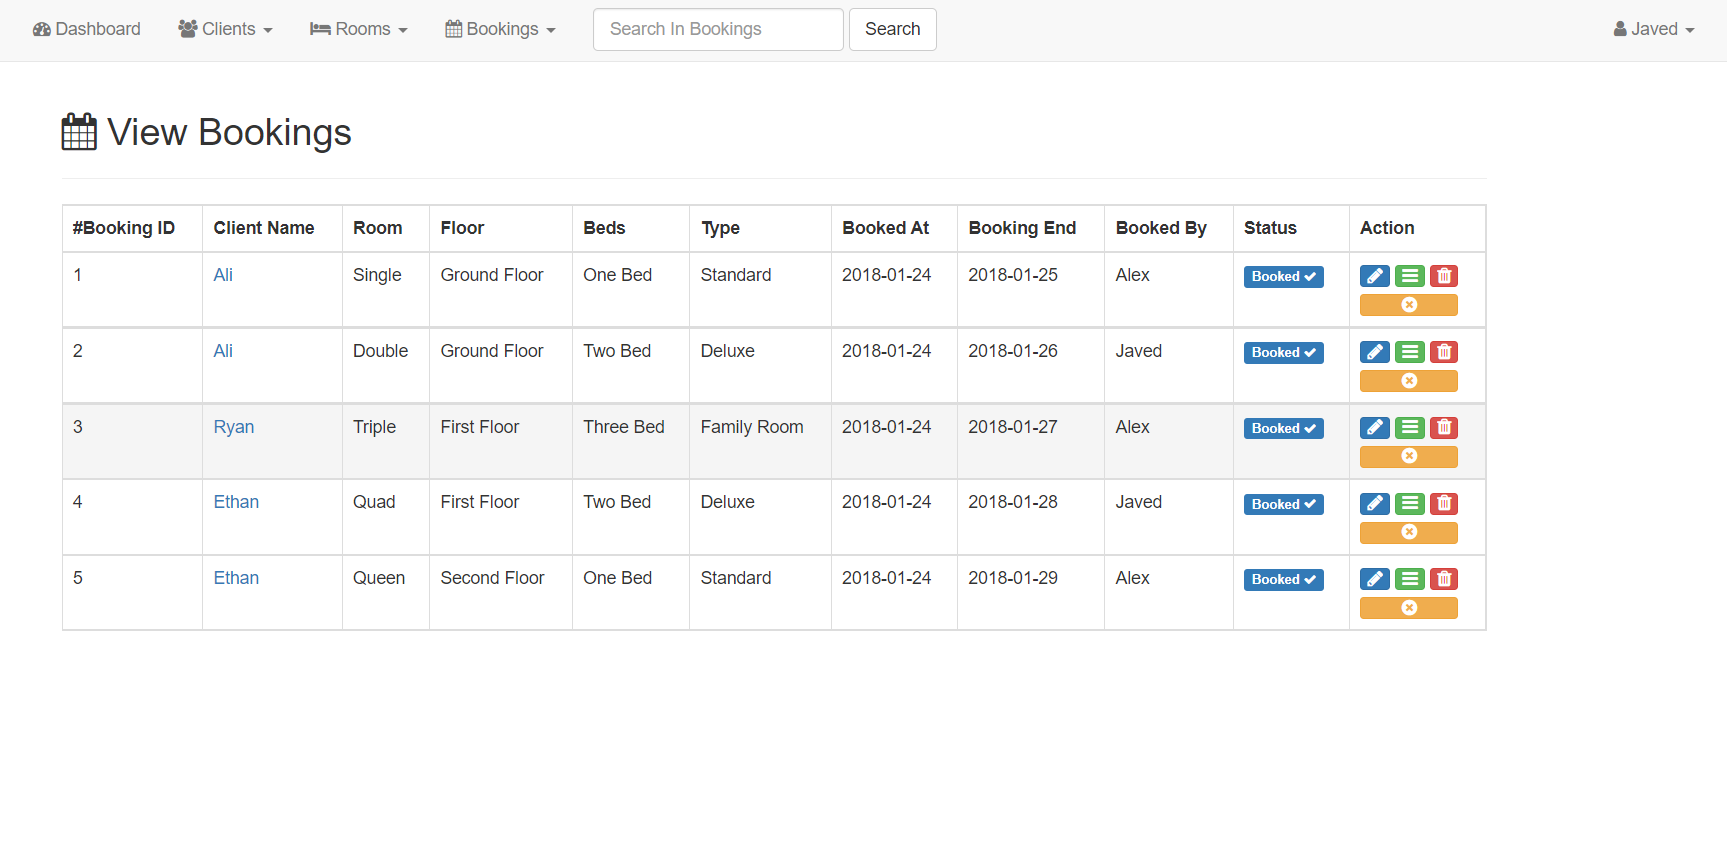 Dashboard Clients Rooms Bookings Search In Bookings Search Javed
View Bookings
#Booking ID Client Name Room Floor Beds Type Booked At Booking End Booked By Status Action
1 Ali Single Ground Floor One Bed Standard 2018-01-24 2018-01-25 Alex Booked
2 Ali Double Ground Floor Two Bed Deluxe 2018-01-24 2018-01-26 Javed Booked
3 Ryan Triple First Floor Three Bed Family Room 2018-01-24 2018-01-27 Alex Booked
4 Ethan Quad First Floor Two Bed Deluxe 2018-01-24 2018-01-28 Javed Booked
5 Ethan Queen Second Floor One Bed Standard 2018-01-24 2018-01-29 Alex Booked